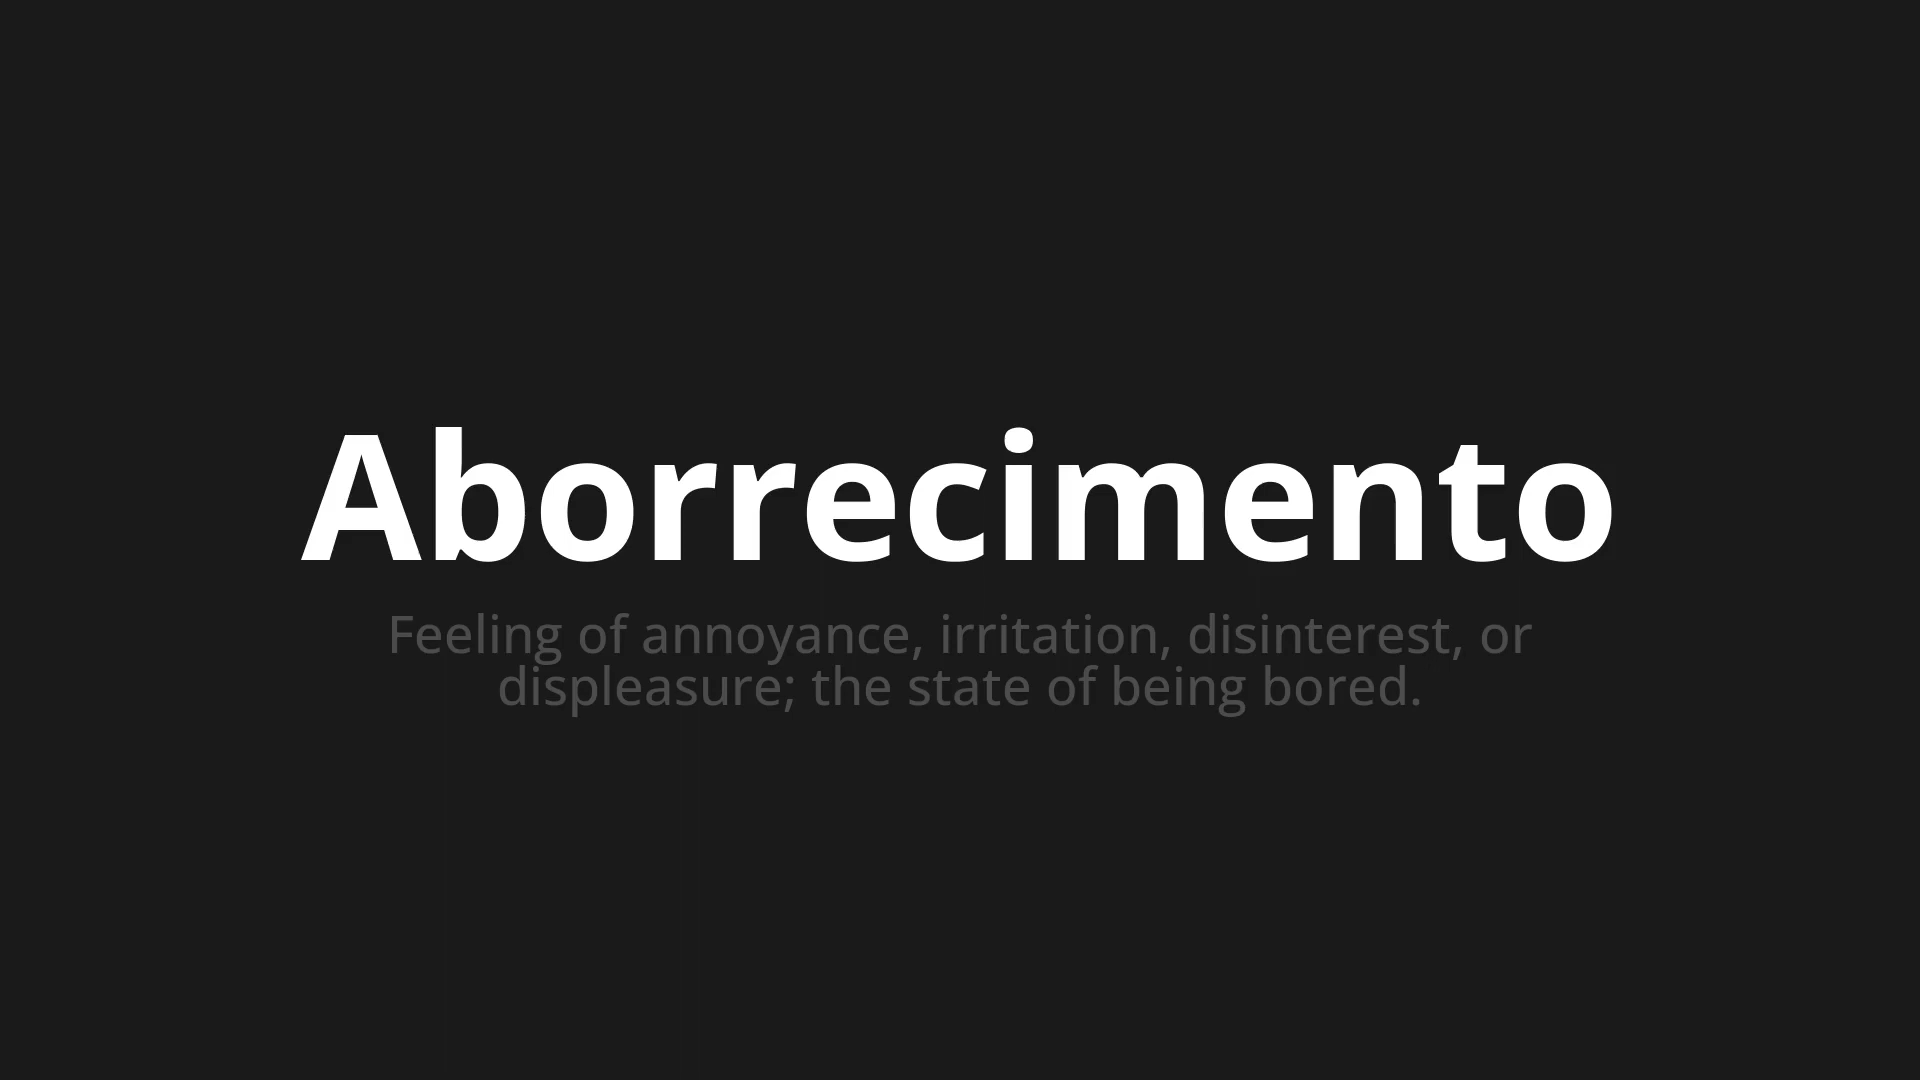 Aborrecimento
Feeling of annoyance, irritation, disinterest, or
displeasure; the state of being bored.